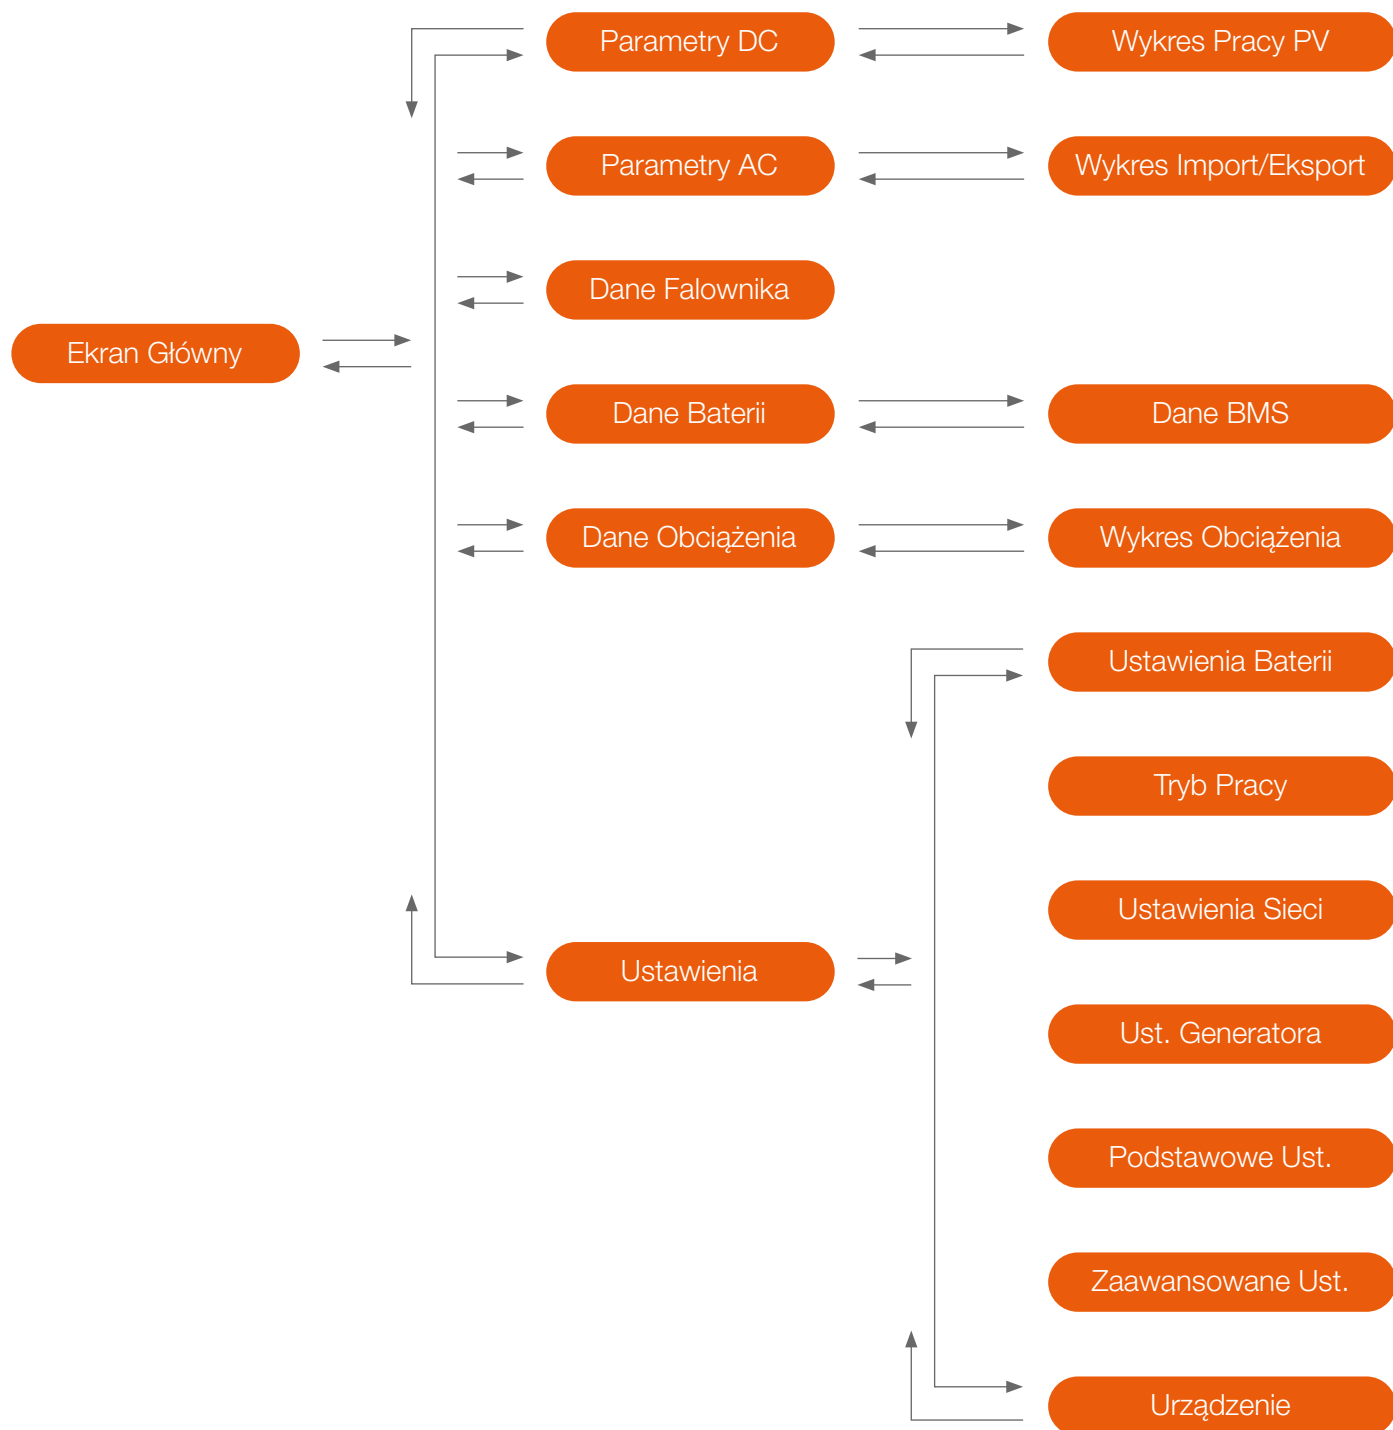 Parametry DC
Wykres Pracy PV
Parametry AC
Wykres Import/Eksport
Dane Falownika
Ekran Główny
Dane Baterii
Dane BMS
Dane Obciążenia
Wykres Obciążenia
Ustawienia Baterii
Tryb Pracy
Ustawienia Sieci
Ustawienia
Ust. Generatora
Podstawowe Ust.
Zaawansowane Ust.
Urządzenie